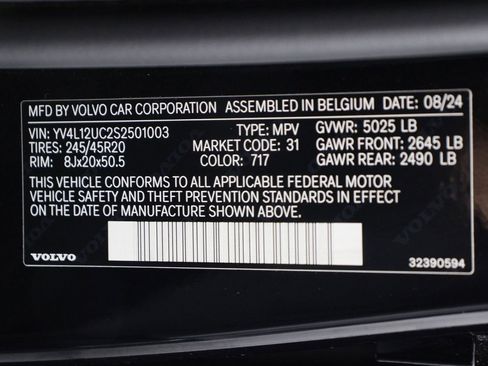 MFD BY VOLVO CAR CORPORATION ASSEMBLED IN BELGIUM DATE: 08/24
VIN: YV4L12UC2S2501003 TYPE: MPV GVWR: 5025 LB
TIRES: 245/45R20 MARKET CODE: 31 GAWR FRONT: 2645 LB
RIM: 8Jx20x50.5 COLOR: 717 GAWR REAR: 2490 LB
THIS VEHICLE CONFORMS TO ALL APPLICABLE FEDERAL MOTOR
VEHICLE SAFETY AND THEFT PREVENTION STANDARDS IN EFFECT
ON THE DATE OF MANUFACTURE SHOWN ABOVE.
VOLVO 32390594